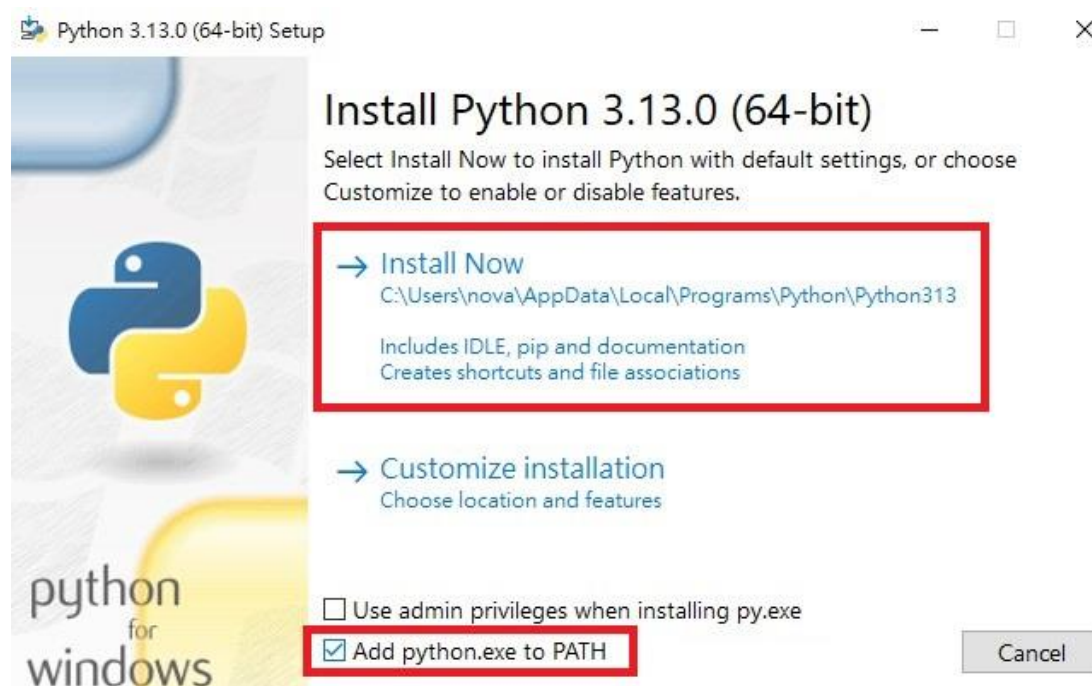 Python 3.13.0 (64-bit) Setup
Install Python 3.13.0 (64-bit)
Select Install Now to install Python with default settings, or choose
Customize to enable or disable features.
Install Now
C:\Users\nova\AppData\Local\Programs\Python\Python313
Includes IDLE, pip and documentation
Creates shortcuts and file associations
Customize installation
Choose location and features
python
for
windows
Use admin privileges when installing py.exe
Add python.exe to PATH
Cancel